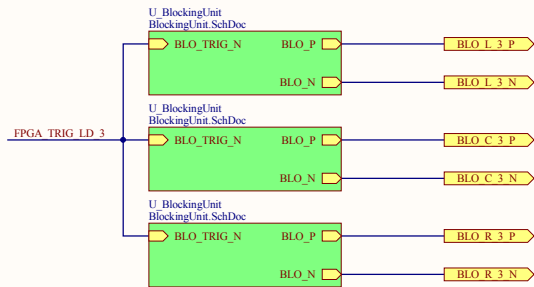 U_BlockingUnit
BlockingUnit.SchDoc
BLO_TRIG_N BLO_P BLO_L_3_P
BLO_N BLO_L_3_N
U_BlockingUnit
BlockingUnit.SchDoc
FPGA_TRIG_LD_3 BLO_TRIG_N BLO_P BLO_C_3_P
BLO_N BLO_C_3_N
U_BlockingUnit
BlockingUnit.SchDoc
BLO_TRIG_N BLO_P BLO_R_3_P
BLO_N BLO_R_3_N